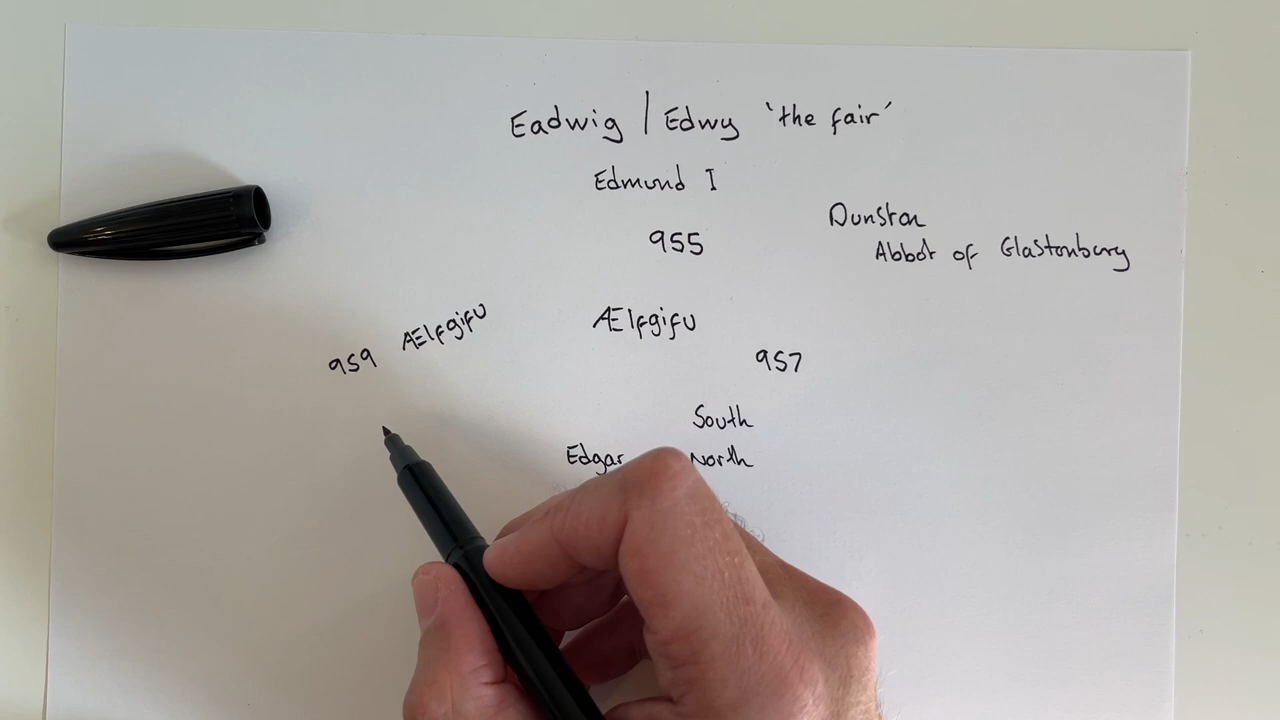 Eadwig | Edwy 'the fair'
Edmund I
955
Dunstan
Abbot of Glastonbury
Ælfgifu
959
Ælfgifu
957
South
Edgar North